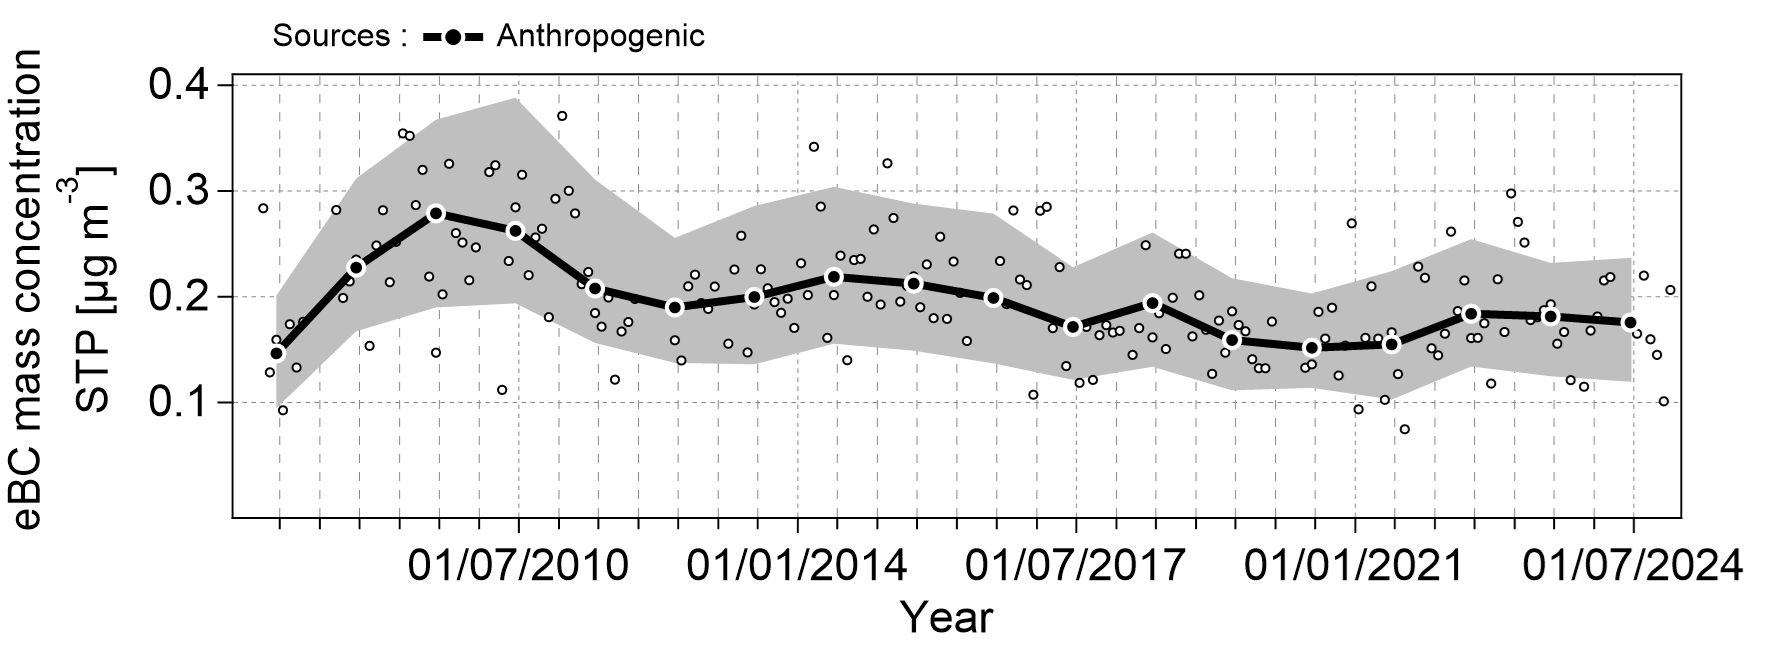 Sources : Anthropogenic
eBC mass concentration
STP [µg m⁻³]
0.4
0.3
0.2
0.1
01/07/2010 01/01/2014 01/07/2017 01/01/2021 01/07/2024
Year